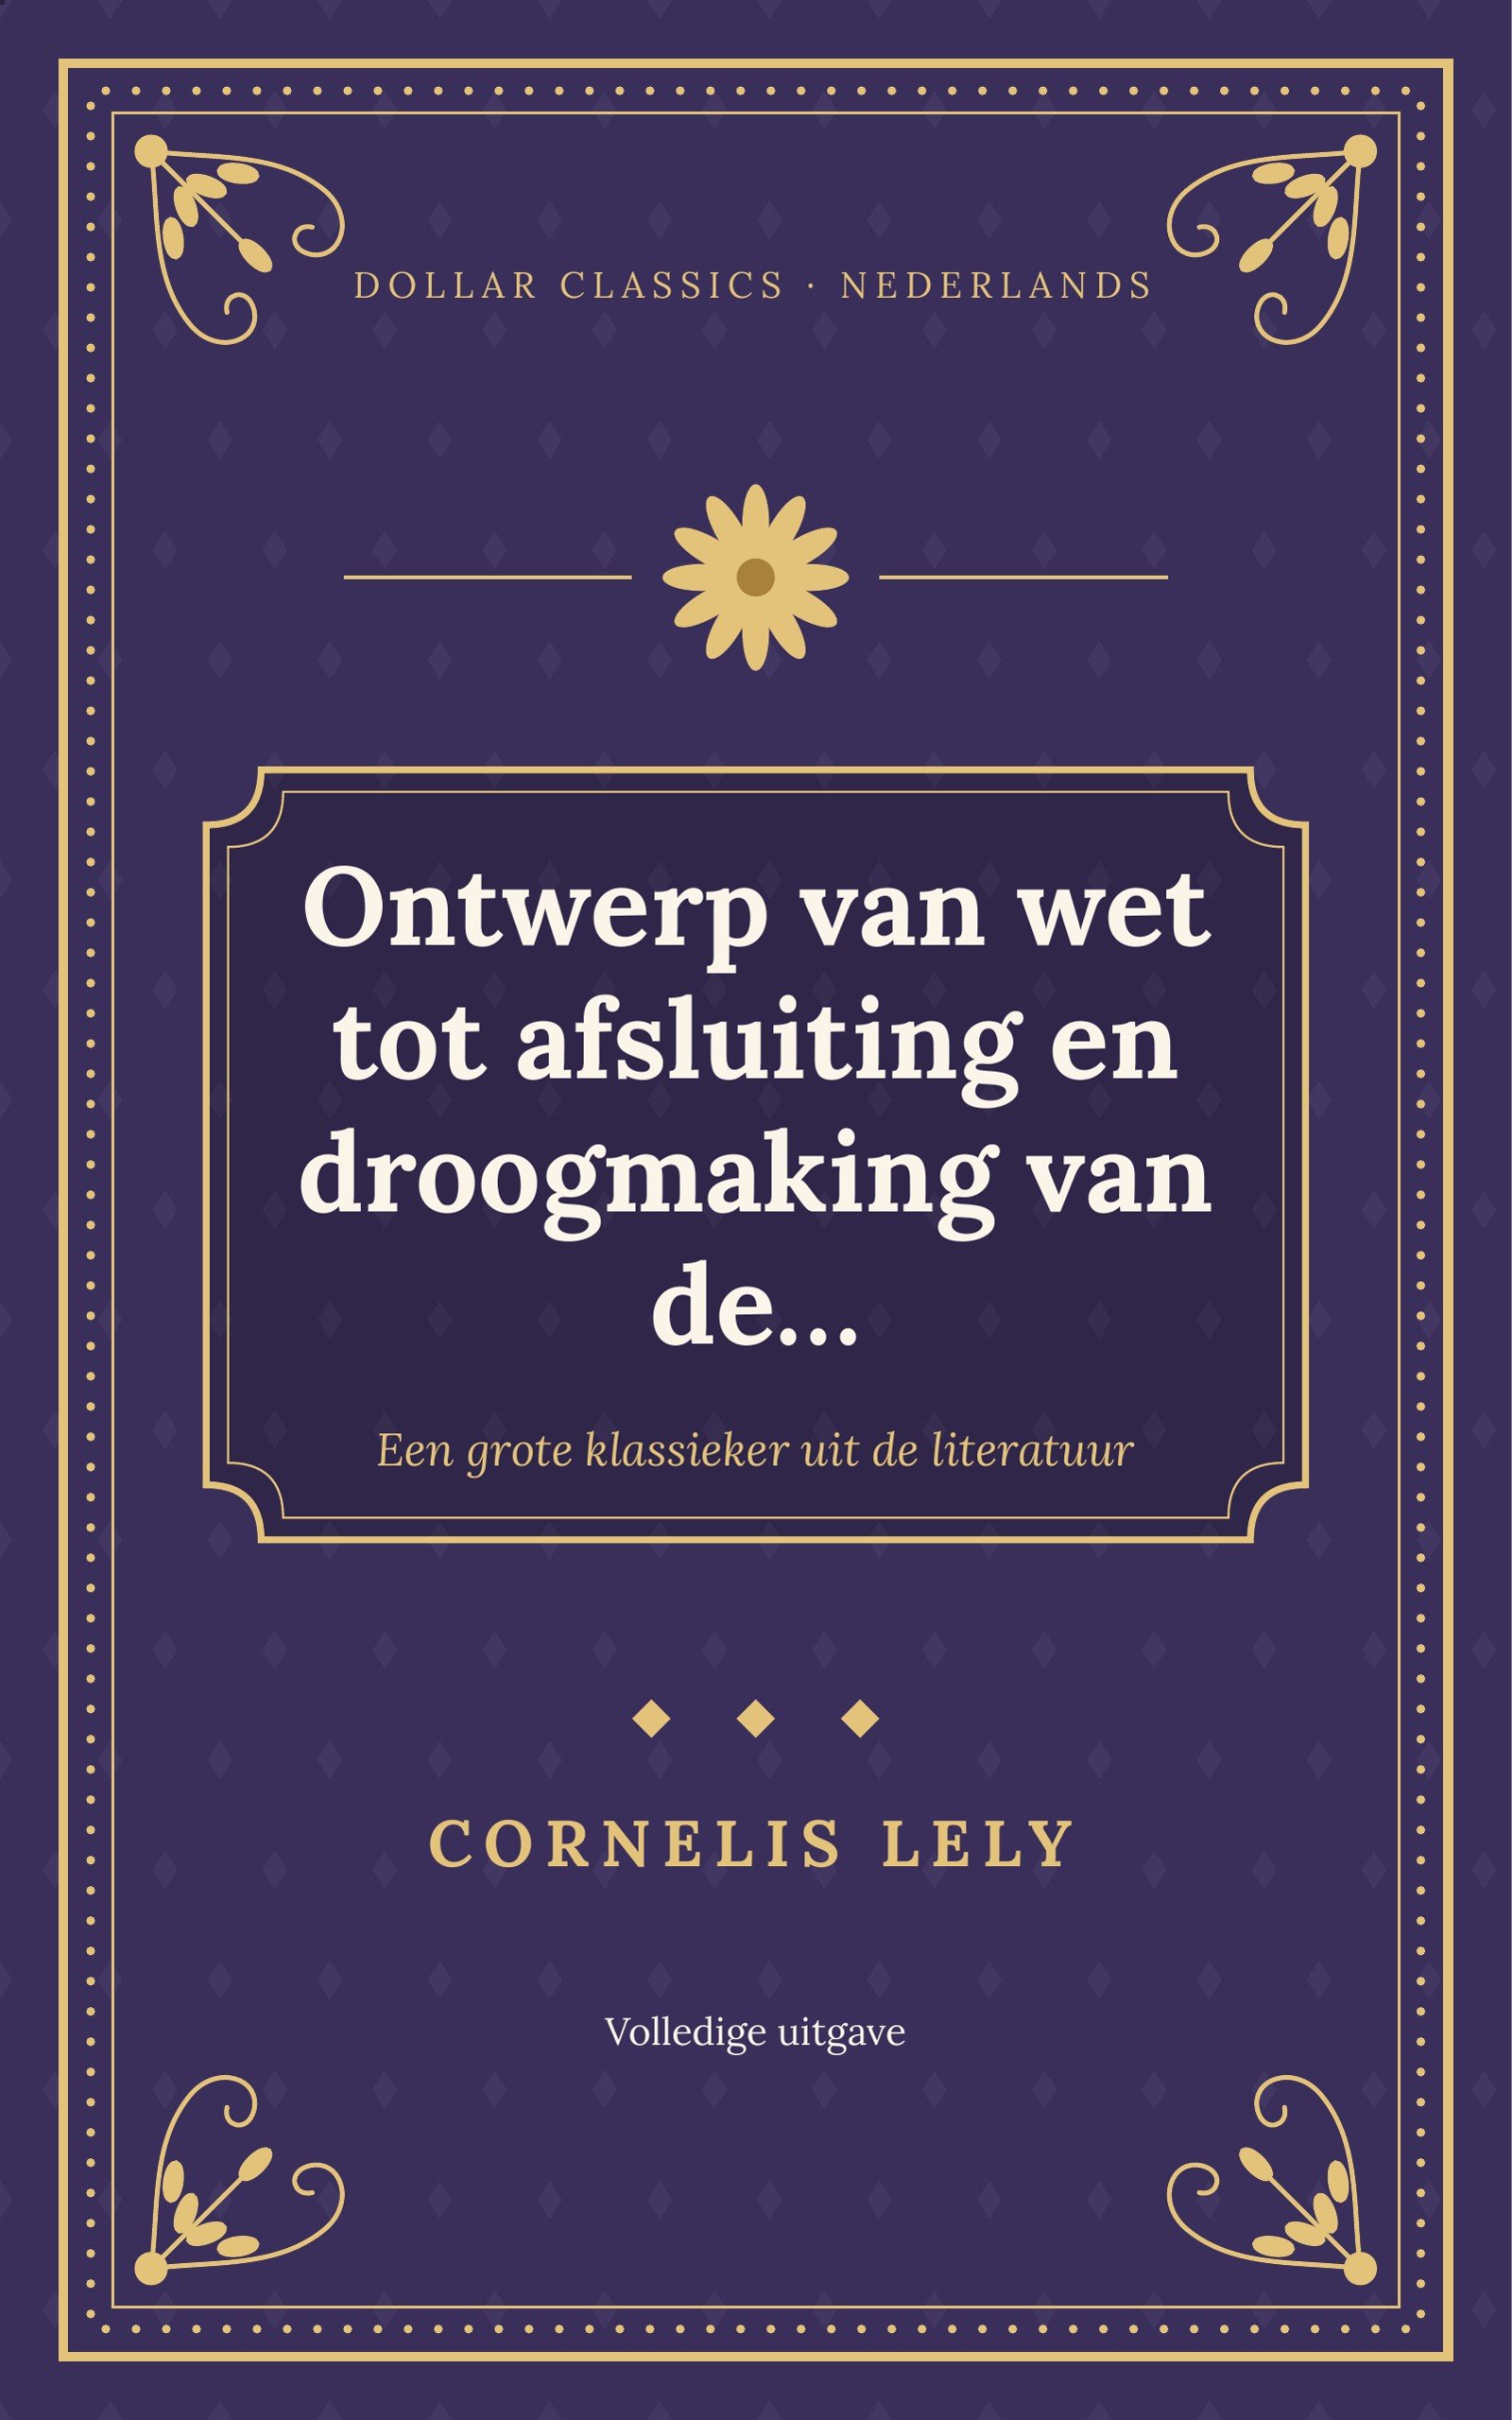 DOLLAR CLASSICS · NEDERLANDS
Ontwerp van wet
tot afsluiting en
droogmaking van
de...
Een grote klassieker uit de literatuur
CORNELIS LELY
Volledige uitgave